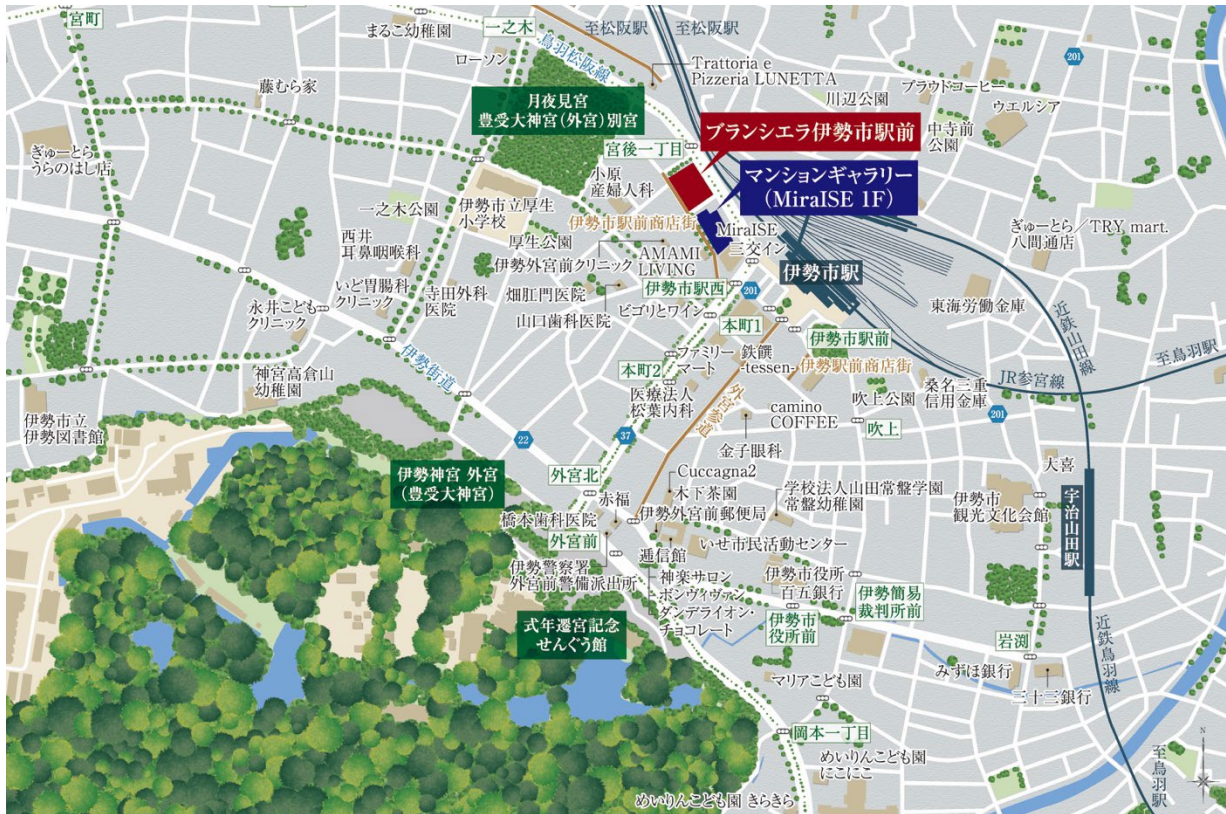 宮町
まるこ幼稚園
一之木
鳥羽松阪線
至松阪駅
至松阪駅
201
ローソン
Trattoria e
Pizzeria LUNETTA
藤むら家
月夜見宮
豊受大神宮(外宮)別宮
川辺公園
プラウドコーヒー
ウエルシア
中寺前
公園
ブランシエラ伊勢市駅前
宮後一丁目
ぎゅーとら
うらのはし店
小原
産婦人科
マンションギャラリー
(MiraISE 1F)
一之木公園
伊勢市立厚生
小学校
伊勢市駅前商店街
MiraISE
三交イン
ぎゅーとら/TRY mart.
八間通店
西井
耳鼻咽喉科
厚生公園
伊勢外宮前クリニック
AMAMI
LIVING
伊勢市駅
いど胃腸科
クリニック
寺田外科
医院
畑肛門医院
伊勢市駅西
201
東海労働金庫
永井こども
クリニック
山口歯科医院
ビゴリとワイン
本町1
伊勢市駅前
近鉄山田線
至鳥羽駅
伊勢街道
本町2
ファミリー
マート
鉄饌
-tessen-
伊勢駅前商店街
JR参宮線
神宮高倉山
幼稚園
医療法人
松葉内科
外宮参道
camino
COFFEE
吹上公園
桑名三重
信用金庫
201
伊勢市立
伊勢図書館
22
37
金子眼科
吹上
伊勢神宮 外宮
(豊受大神宮)
外宮北
Cuccagna2
大喜
赤福
木下茶園
学校法人山田常盤学園
常盤幼稚園
伊勢市
観光文化会館
宇治山田駅
橋本歯科医院
伊勢外宮前郵便局
外宮前
逓信館
いせ市民活動センター
伊勢警察署
外宮前警備派出所
神楽サロン
ボンヴィヴァン
ダンデライオン・
チョコレート
伊勢市役所
百五銀行
伊勢簡易
裁判所前
式年遷宮記念
せんぐう館
伊勢市
役所前
岩渕
近鉄鳥羽線
みずほ銀行
マリアこども園
三十三銀行
岡本一丁目
めいりんこども園
にこにこ
至鳥羽駅
めいりんこども園 きらきら
N